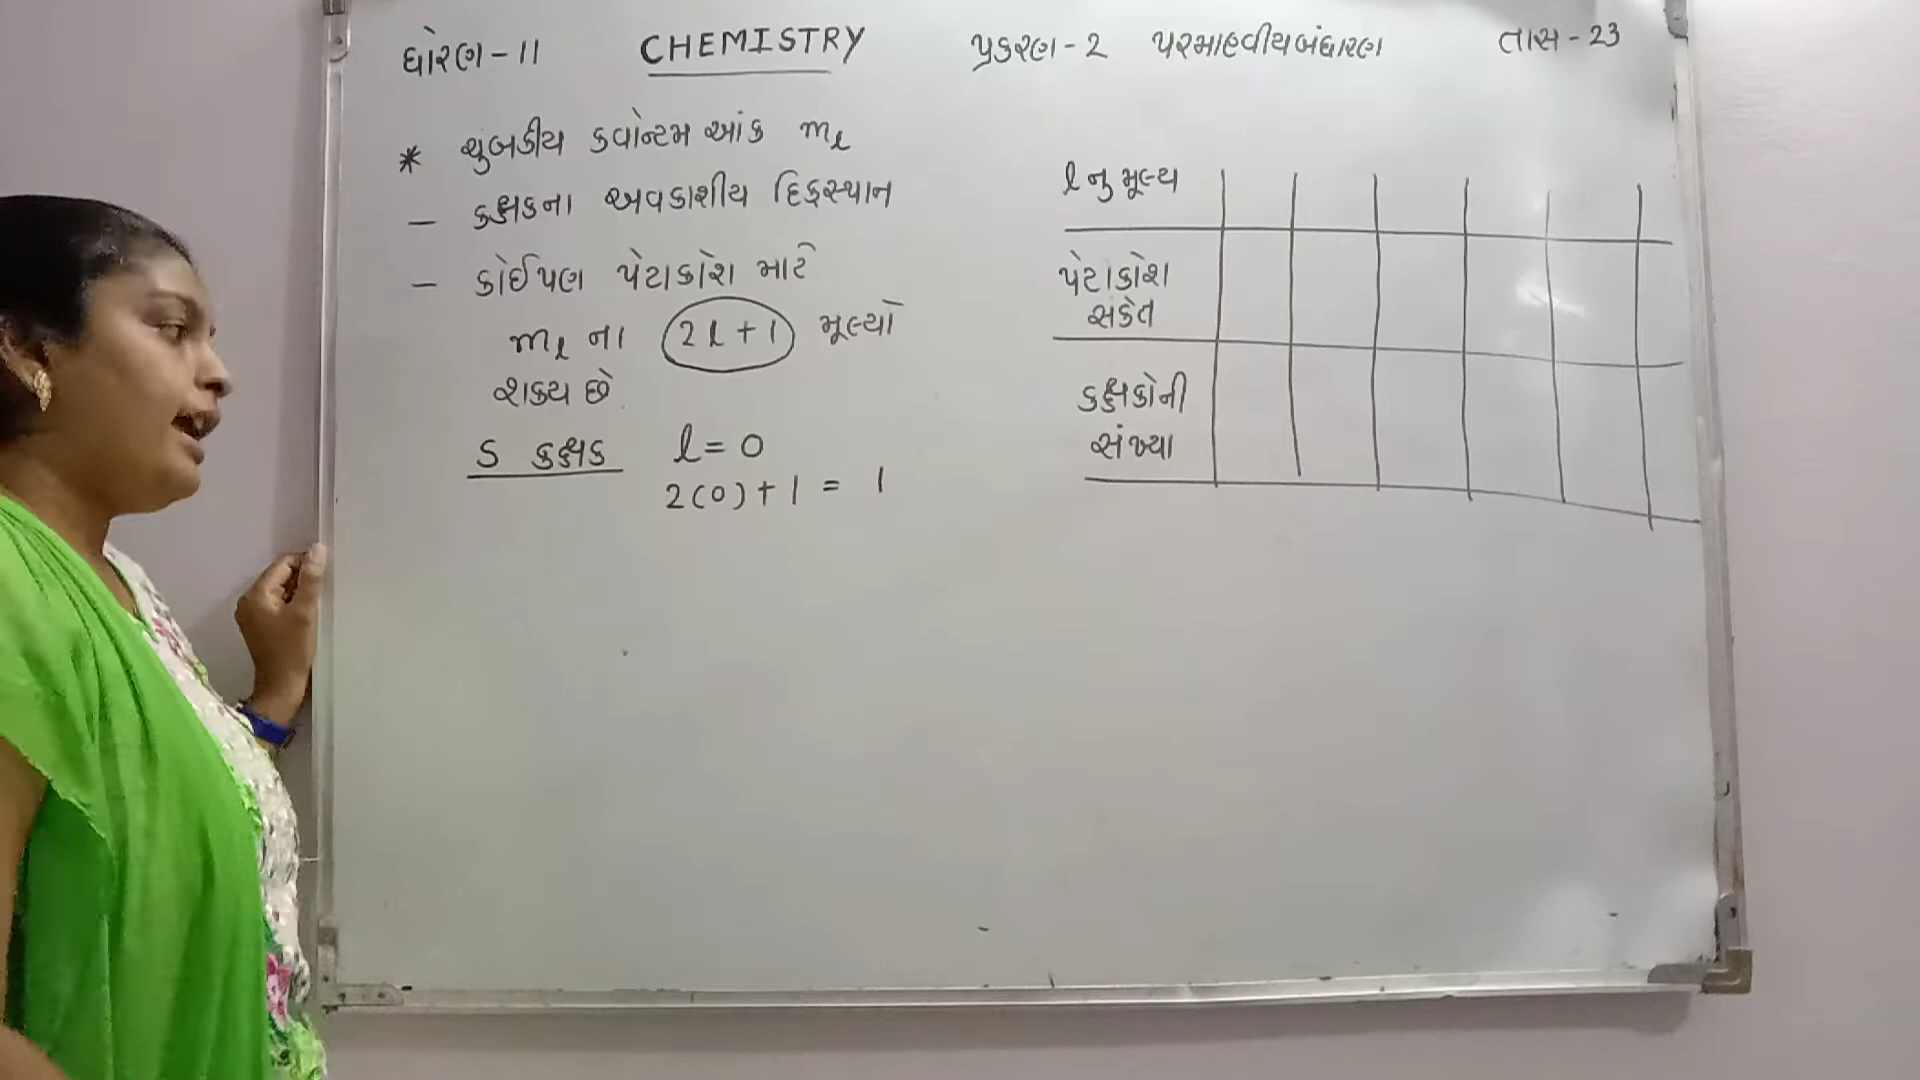 ધોરણ - 11 CHEMISTRY પ્રકરણ - 2 પરમાણ્વીય બંધારણ તાસ - 23
* ચુંબકીય ક્વોન્ટમ આંક mₗ
- કક્ષકના અવકાશીય દિક્સ્થાન
- કોઈપણ પેટાકોશ માટે
mₗ ના 2l + 1 મૂલ્યો
શક્ય છે.
S કક્ષક l = 0
2(0) + 1 = 1
l નુ મૂલ્ય
પેટાકોશ
સંકેત
કક્ષકોની
સંખ્યા